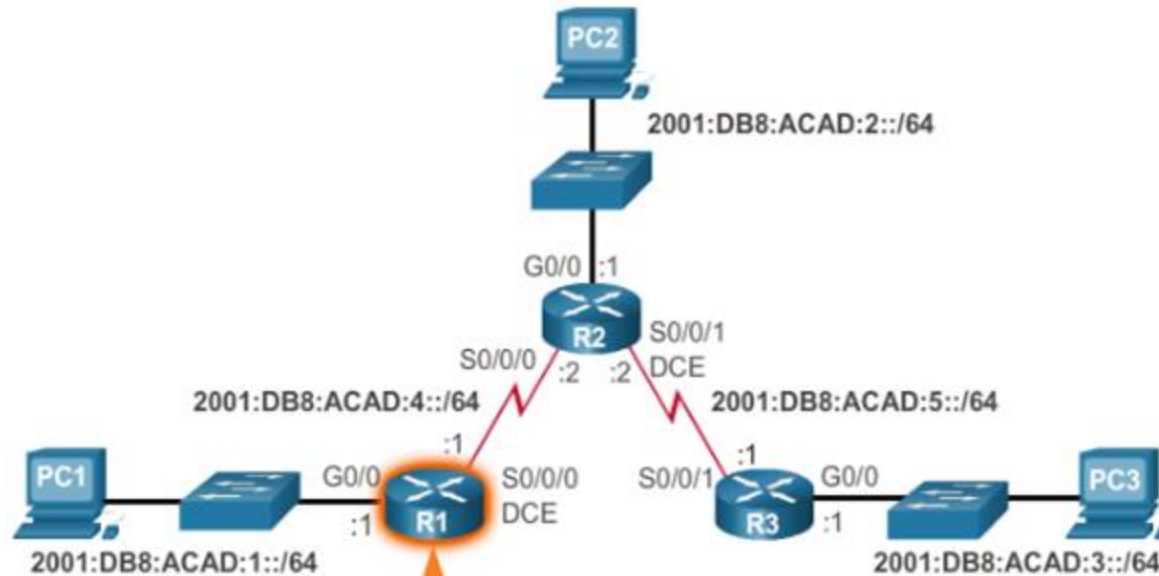 PC2
2001:DB8:ACAD:2::/64
G0/0 :1
R2
S0/0/1
S0/0/0
DCE
:2 :2
2001:DB8:ACAD:4::/64
2001:DB8:ACAD:5::/64
:1
:1
PC1
G0/0
S0/0/0
S0/0/1
G0/0
PC3
DCE
:1
R1
R3
:1
2001:DB8:ACAD:1::/64
2001:DB8:ACAD:3::/64